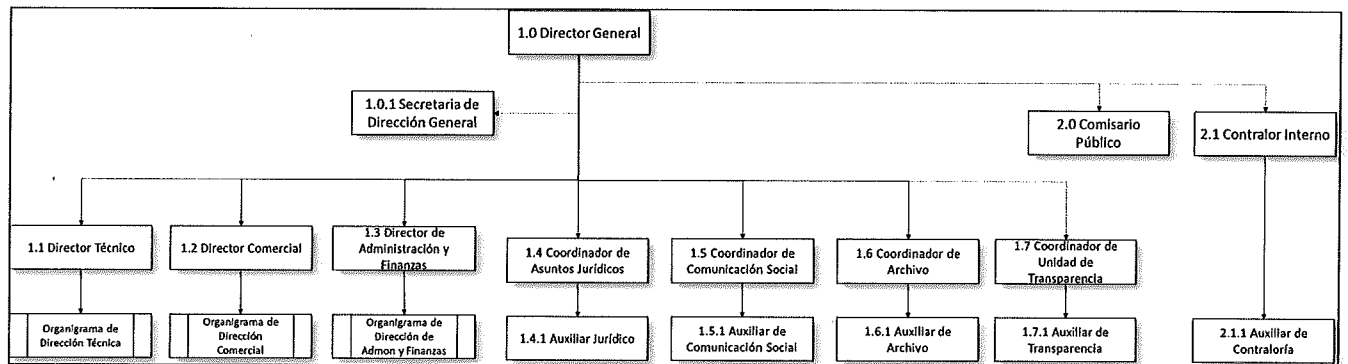 1.0 Director General
1.0.1 Secretaria de
Dirección General
2.0 Comisario
Público
2.1 Contralor Interno
1.1 Director Técnico
1.2 Director Comercial
1.3 Director de
Administración y
Finanzas
1.4 Coordinador de
Asuntos Jurídicos
1.5 Coordinador de
Comunicación Social
1.6 Coordinador de
Archivo
1.7 Coordinador de
Unidad de
Transparencia
Organigrama de
Dirección Técnica
Organigrama de
Dirección
Comercial
Organigrama de
Dirección de
Admon y Finanzas
1.4.1 Auxiliar Jurídico
1.5.1 Auxiliar de
Comunicación Social
1.6.1 Auxiliar de
Archivo
1.7.1 Auxiliar de
Transparencia
2.1.1 Auxiliar de
Contraloría